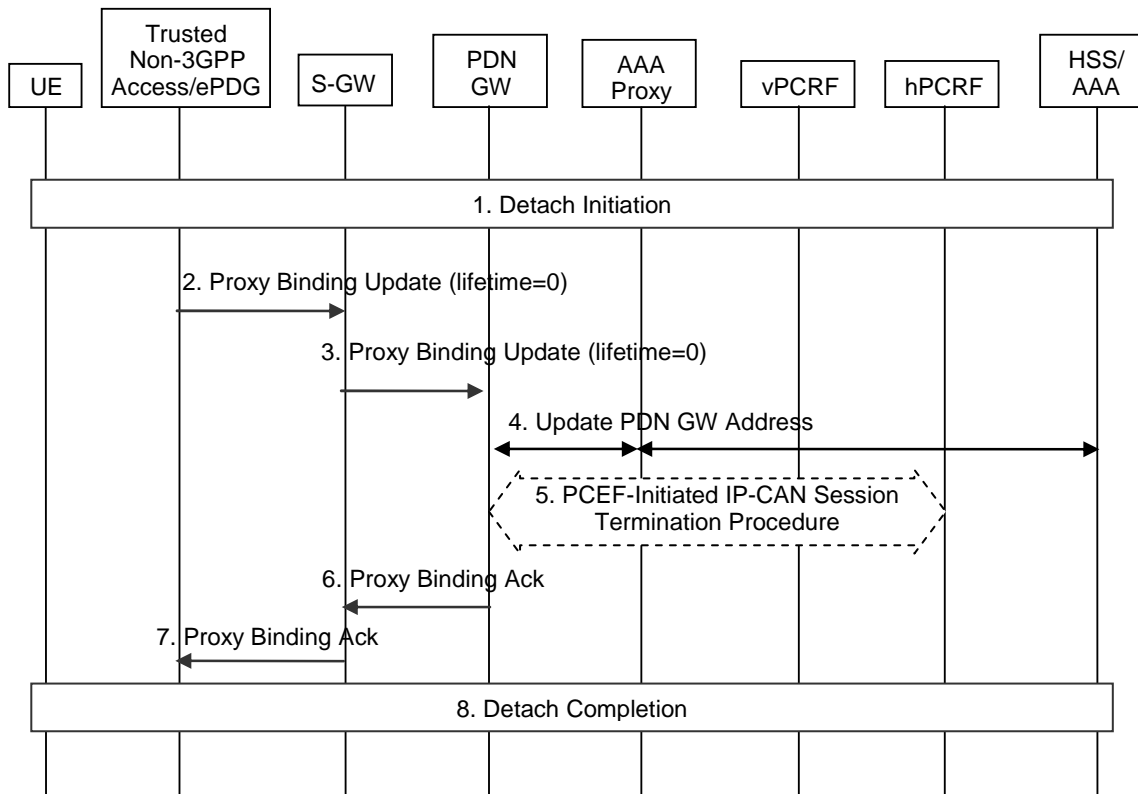 UE
Trusted
Non-3GPP
Access/ePDG
S-GW
PDN
GW
AAA
Proxy
vPCRF
hPCRF
HSS/
AAA
1. Detach Initiation
2. Proxy Binding Update (lifetime=0)
3. Proxy Binding Update (lifetime=0)
4. Update PDN GW Address
5. PCEF-Initiated IP-CAN Session
Termination Procedure
6. Proxy Binding Ack
7. Proxy Binding Ack
8. Detach Completion